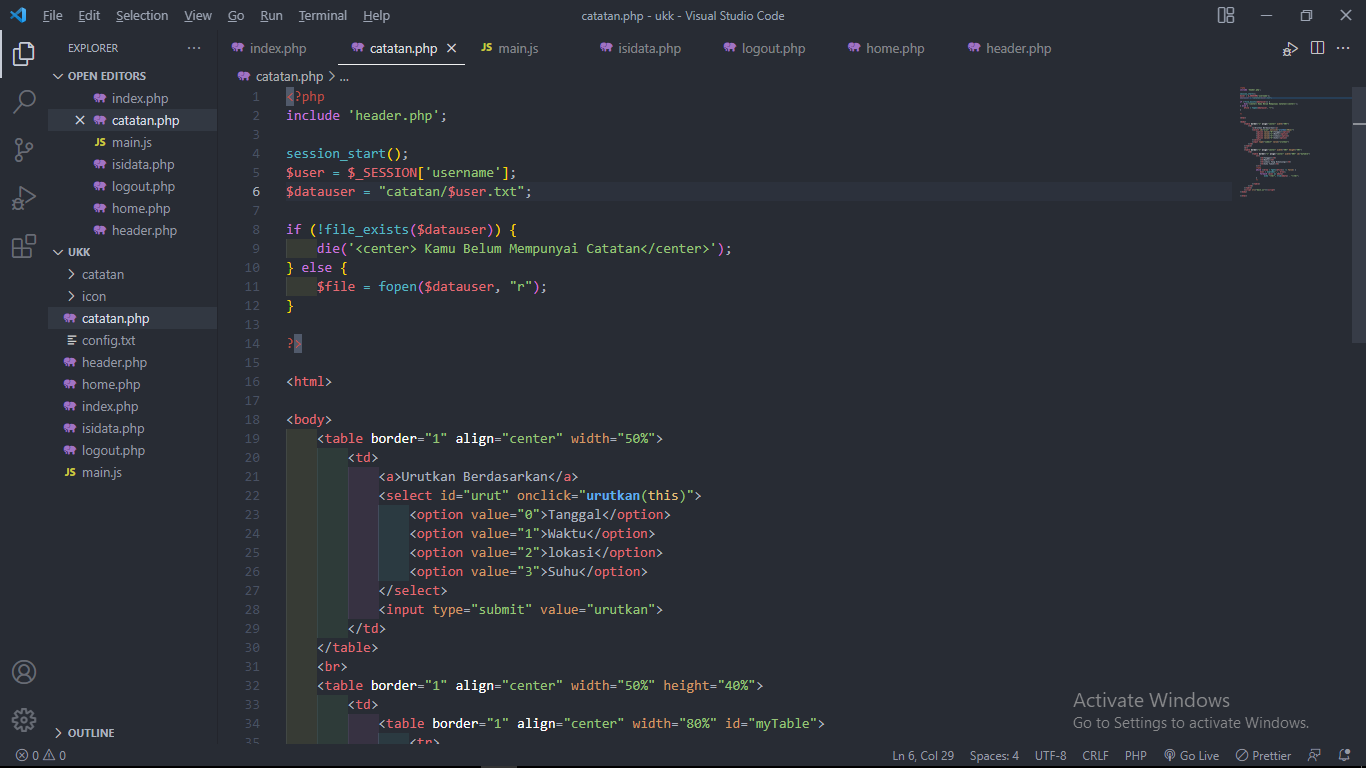 File Edit Selection View Go Run Terminal Help
catatan.php - ukk - Visual Studio Code
EXPLORER
OPEN EDITORS
index.php
catatan.php
JS main.js
isidata.php
logout.php
home.php
header.php
UKK
catatan
icon
catatan.php
config.txt
header.php
home.php
index.php
isidata.php
logout.php
JS main.js
OUTLINE
index.php catatan.php JS main.js isidata.php logout.php home.php header.php
catatan.php > ...
1 <?php
2 include 'header.php';
3
4 session_start();
5 $user = $_SESSION['username'];
6 $datauser = "catatan/$user.txt";
7
8 if (!file_exists($datauser)) {
9     die('<center> Kamu Belum Mempunyai Catatan</center>');
10 } else {
11     $file = fopen($datauser, "r");
12 }
13
14 ?>
15
16 <html>
17
18 <body>
19     <table border="1" align="center" width="50%">
20         <td>
21             <a>Urutkan Berdasarkan</a>
22             <select id="urut" onclick="urutkan(this)">
23                 <option value="0">Tanggal</option>
24                 <option value="1">Waktu</option>
25                 <option value="2">lokasi</option>
26                 <option value="3">Suhu</option>
27             </select>
28             <input type="submit" value="urutkan">
29         </td>
30     </table>
31     <br>
32     <table border="1" align="center" width="50%" height="40%">
33         <td>
34             <table border="1" align="center" width="80%" id="myTable">
35                 <tr>
Activate Windows
Go to Settings to activate Windows.
0 0
Ln 6, Col 29 Spaces: 4 UTF-8 CRLF PHP Go Live Prettier